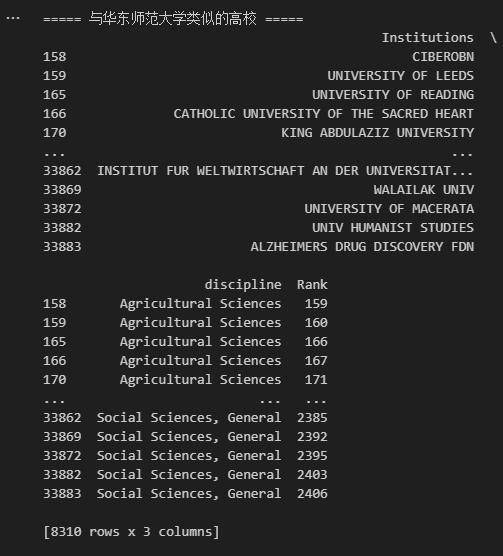 ...
===== 与华东师范大学类似的高校 =====
Institutions \
158 CIBEROBN
159 UNIVERSITY OF LEEDS
165 UNIVERSITY OF READING
166 CATHOLIC UNIVERSITY OF THE SACRED HEART
170 KING ABDULAZIZ UNIVERSITY
... ...
33862 INSTITUT FUR WELTWIRTSCHAFT AN DER UNIVERSITAT...
33869 WALAILAK UNIV
33872 UNIVERSITY OF MACERATA
33882 UNIV HUMANIST STUDIES
33883 ALZHEIMERS DRUG DISCOVERY FDN
discipline Rank
158 Agricultural Sciences 159
159 Agricultural Sciences 160
165 Agricultural Sciences 166
166 Agricultural Sciences 167
170 Agricultural Sciences 171
... ... ...
33862 Social Sciences, General 2385
33869 Social Sciences, General 2392
33872 Social Sciences, General 2395
33882 Social Sciences, General 2403
33883 Social Sciences, General 2406
[8310 rows x 3 columns]